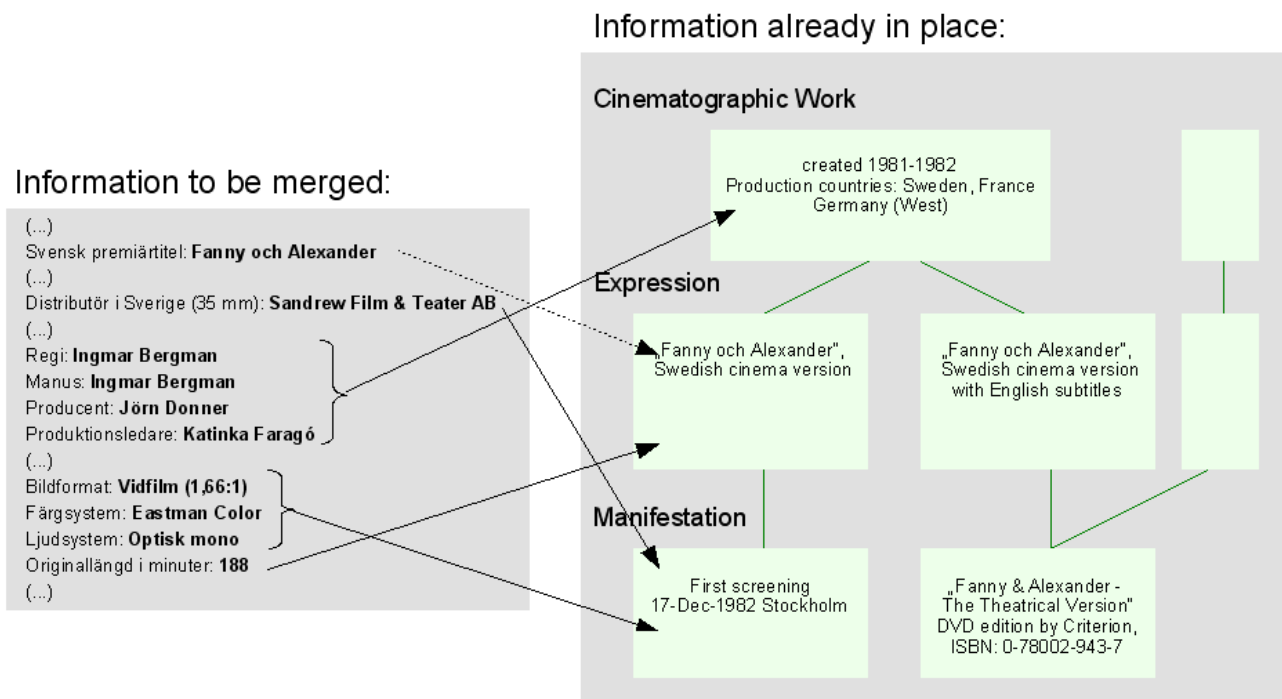 Information already in place:
Cinematographic Work
created 1981-1982
Production countries: Sweden, France
Germany (West)
Information to be merged:
(...)
Svensk premiärtitel: Fanny och Alexander
(...)
Distributör i Sverige (35 mm): Sandrew Film & Teater AB
(...)
Regi: Ingmar Bergman
Manus: Ingmar Bergman
Producent: Jörn Donner
Produktionsledare: Katinka Faragó
(...)
Bildformat: Vidfilm (1,66:1)
Färgsystem: Eastman Color
Ljudsystem: Optisk mono
Originallängd i minuter: 188
(...)
Expression
„Fanny och Alexander",
Swedish cinema version
„Fanny och Alexander",
Swedish cinema version
with English subtitles
Manifestation
First screening
17-Dec-1982 Stockholm
„Fanny & Alexander -
The Theatrical Version"
DVD edition by Criterion,
ISBN: 0-78002-943-7